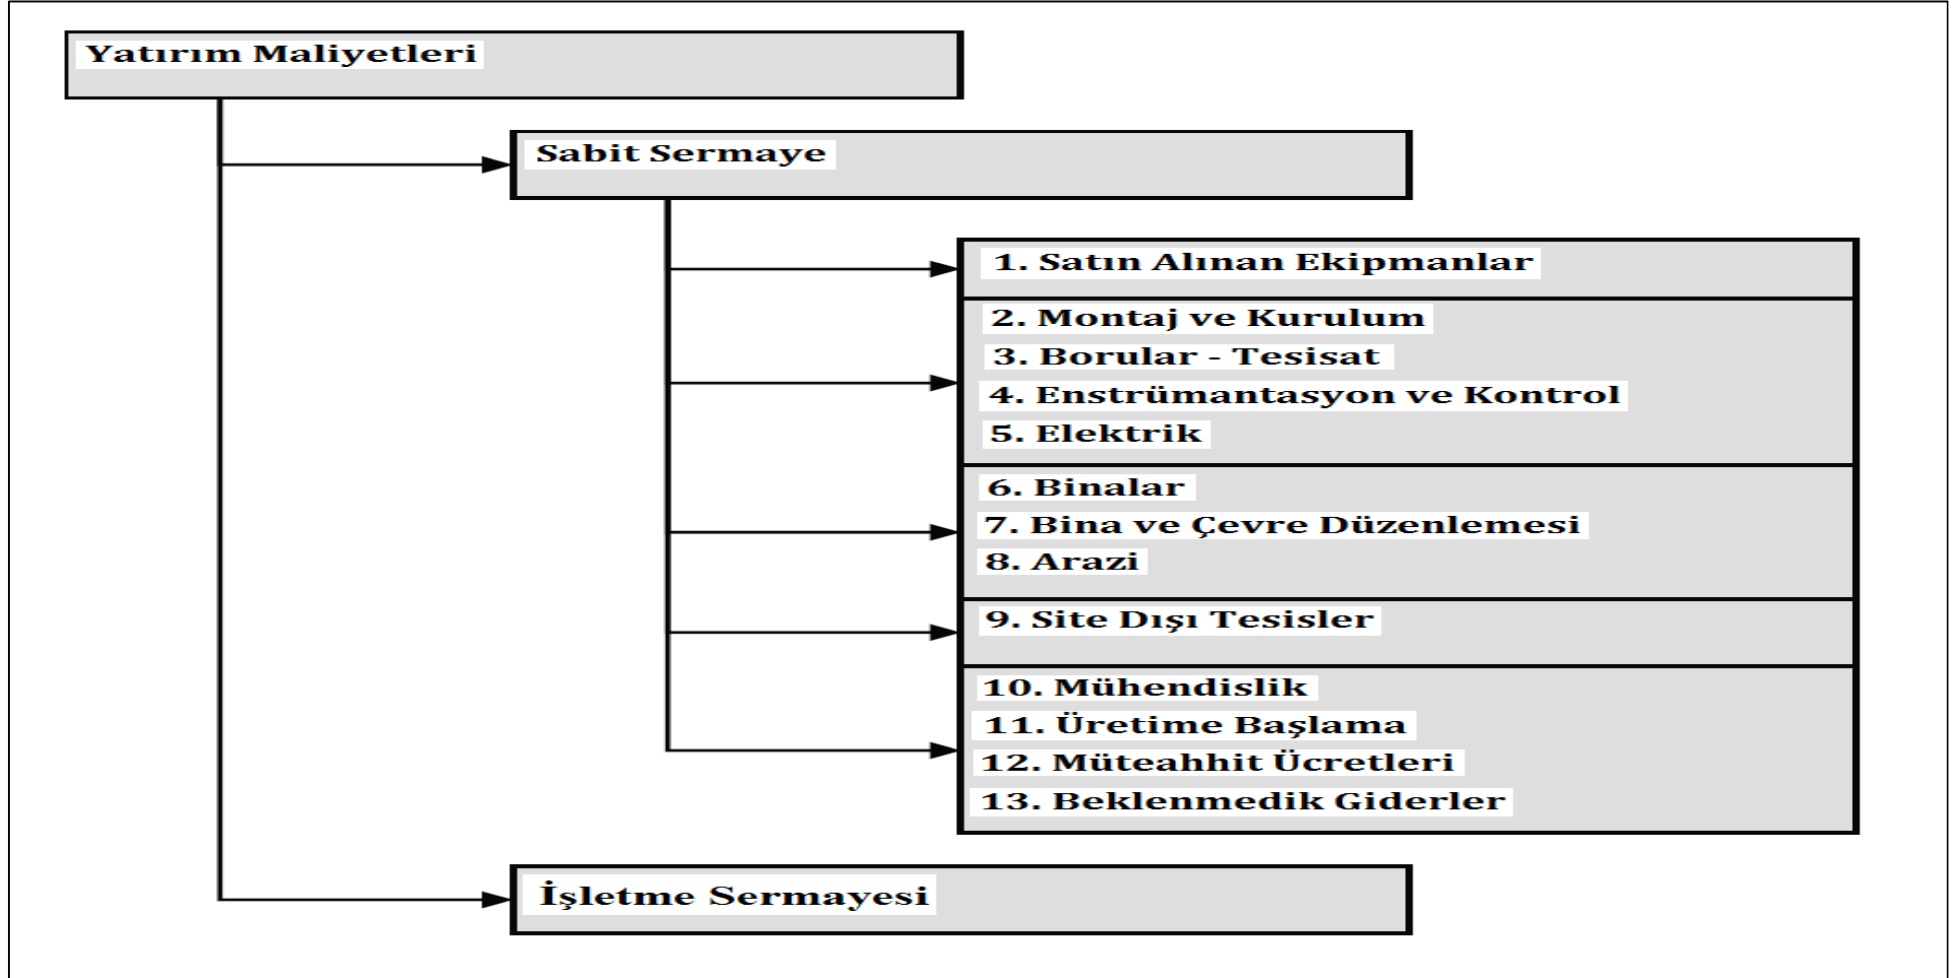 Yatırım Maliyetleri
Sabit Sermaye
1. Satın Alınan Ekipmanlar
2. Montaj ve Kurulum
3. Borular - Tesisat
4. Enstrümantasyon ve Kontrol
5. Elektrik
6. Binalar
7. Bina ve Çevre Düzenlemesi
8. Arazi
9. Site Dışı Tesisler
10. Mühendislik
11. Üretime Başlama
12. Müteahhit Ücretleri
13. Beklenmedik Giderler
İşletme Sermayesi